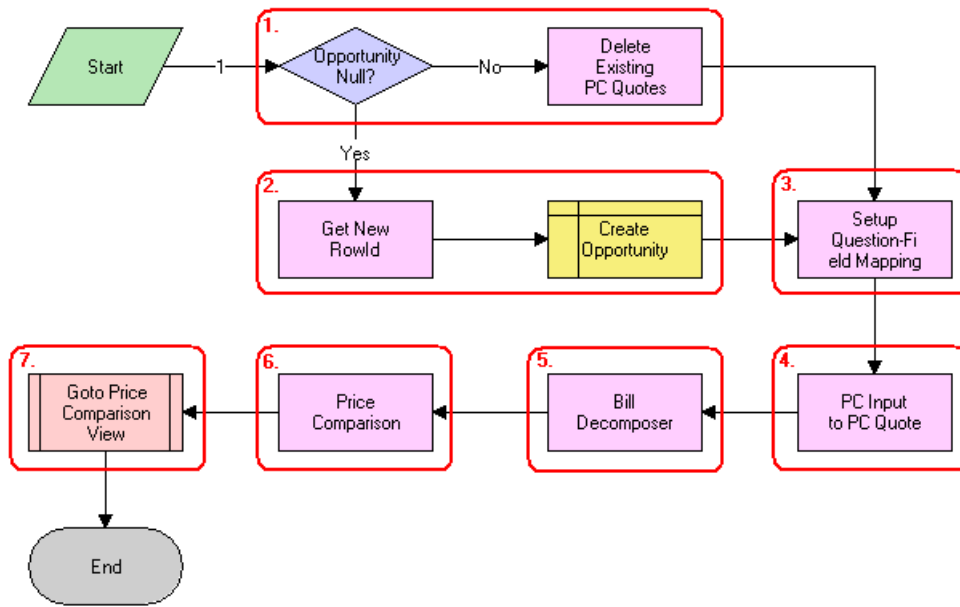 1.
Start
1
Opportunity
Null?
No
Delete
Existing
PC Quotes
Yes
2.
Get New
RowId
Create
Opportunity
3.
Setup
Question-Fi
eld Mapping
7.
Goto Price
Comparison
View
6.
Price
Comparison
5.
Bill
Decomposer
4.
PC Input
to PC Quote
End